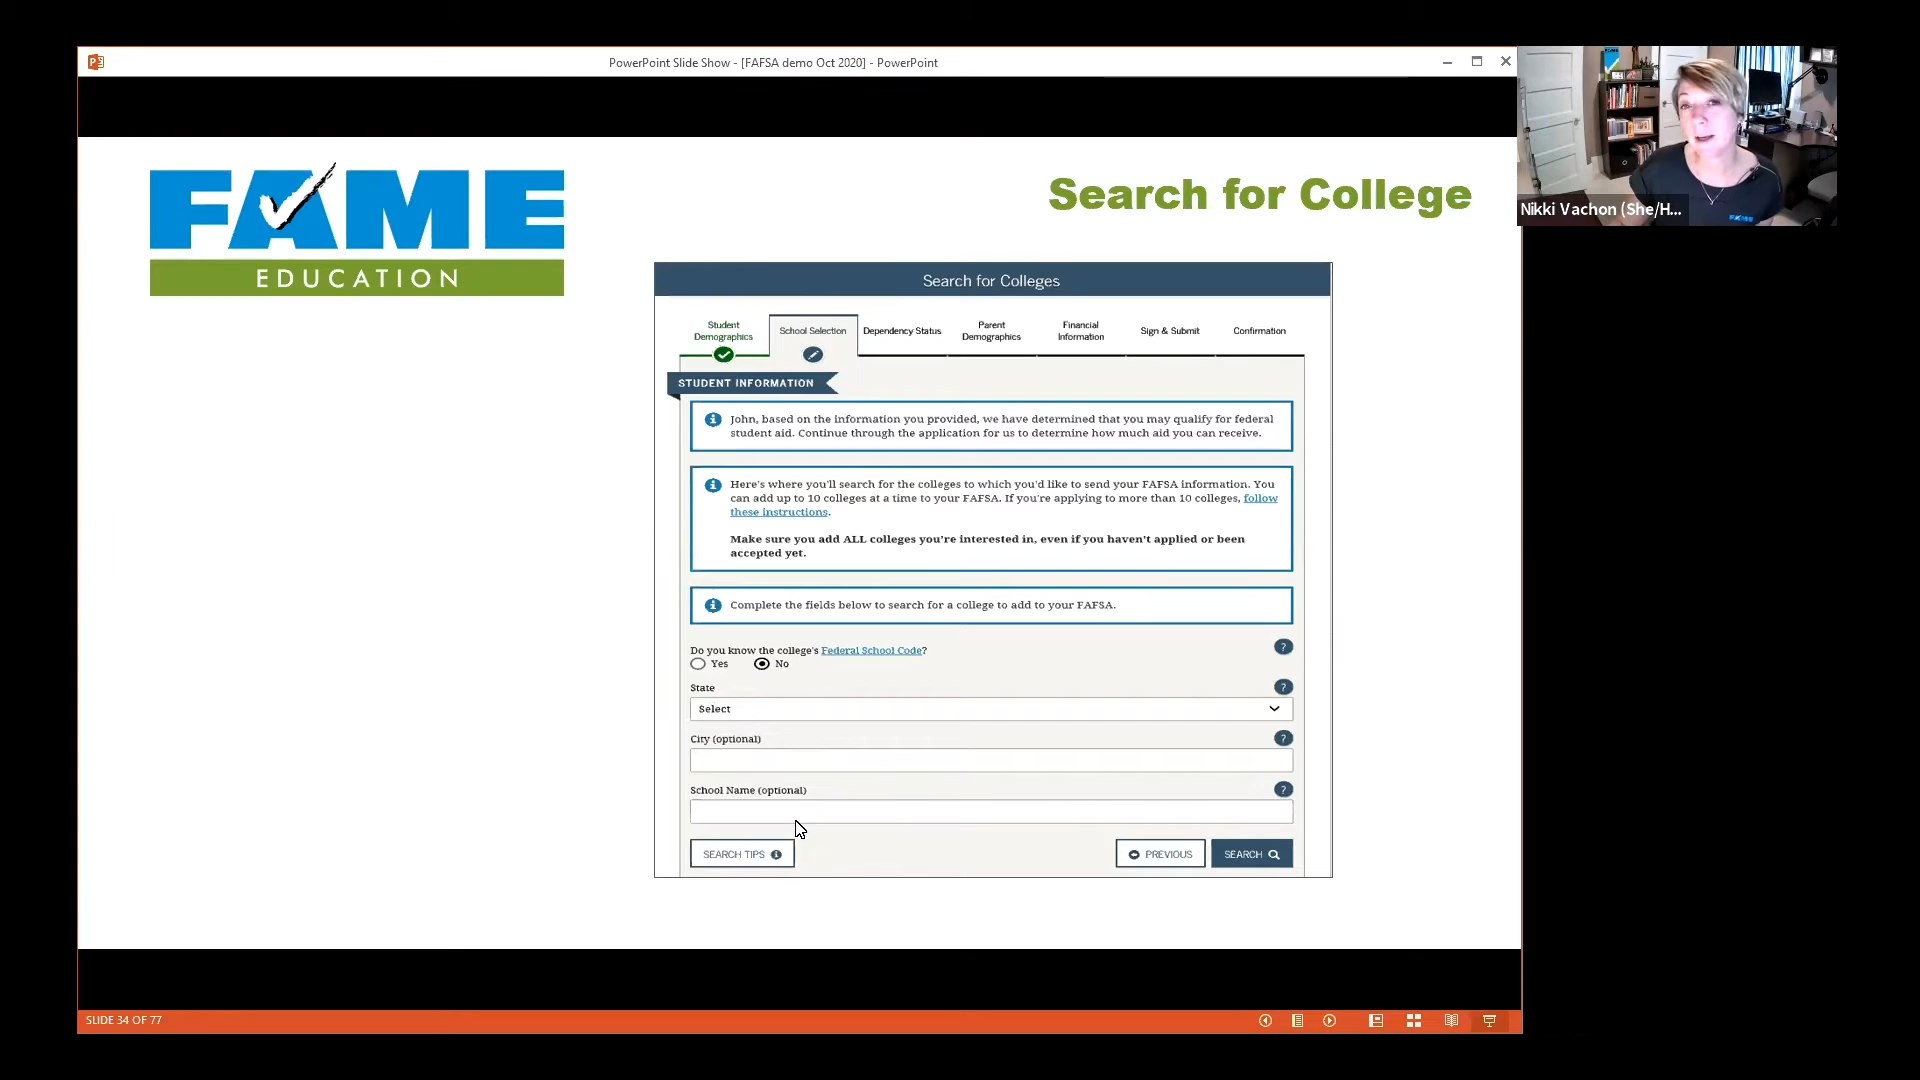 PowerPoint Slide Show - [FAFSA demo Oct 2020] - PowerPoint
FAME
EDUCATION
Search for College
Nikki Vachon (She/H...
FAME
Search for Colleges
Student
Demographics
School Selection
Dependency Status
Parent
Demographics
Financial
Information
Sign & Submit
Confirmation
STUDENT INFORMATION
John, based on the information you provided, we have determined that you may qualify for federal
student aid. Continue through the application for us to determine how much aid you can receive.
Here's where you'll search for the colleges to which you'd like to send your FAFSA information. You
can add up to 10 colleges at a time to your FAFSA. If you're applying to more than 10 colleges, follow
these instructions.
Make sure you add ALL colleges you're interested in, even if you haven't applied or been
accepted yet.
Complete the fields below to search for a college to add to your FAFSA.
Do you know the college's Federal School Code?
Yes No
State
Select
City (optional)
School Name (optional)
SEARCH TIPS
PREVIOUS
SEARCH
SLIDE 34 OF 77